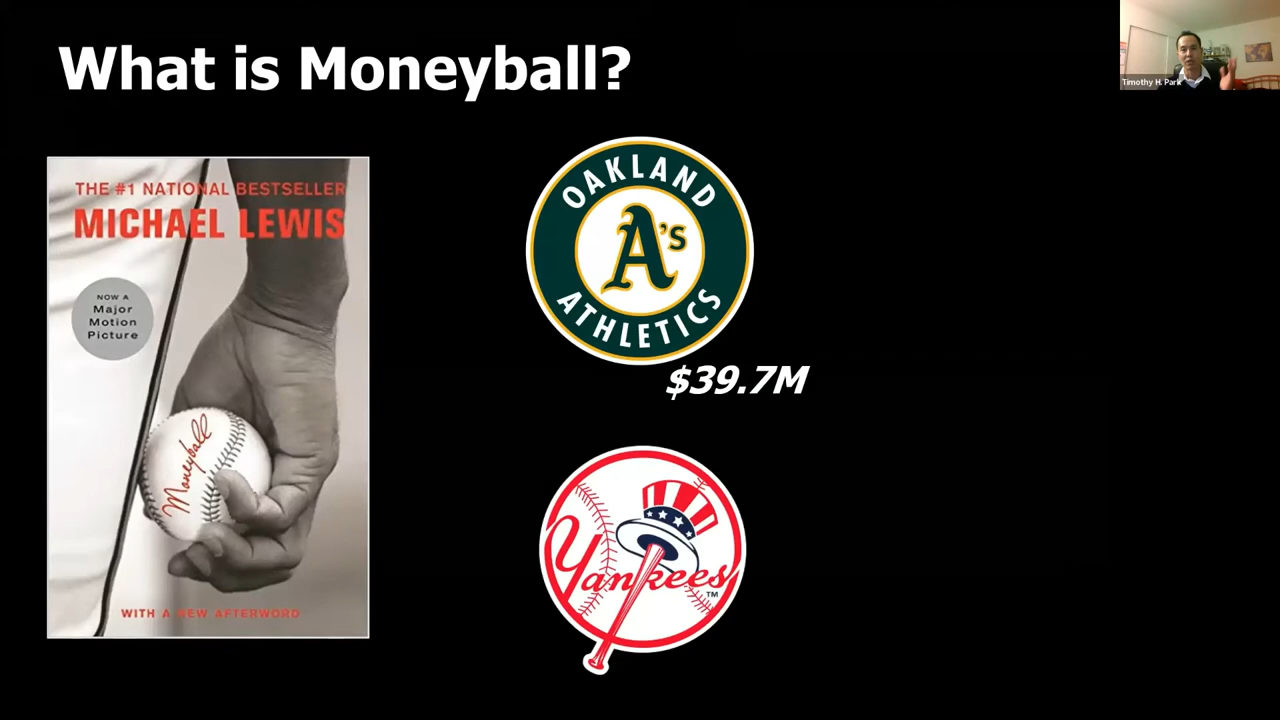 What is Moneyball?
Timothy H. Park
THE #1 NATIONAL BESTSELLER
MICHAEL LEWIS
NOW A
Major
Motion
Picture
Moneyball
WITH A NEW AFTERWORD
OAKLAND
A's
ATHLETICS
$39.7M
Yankees
TM